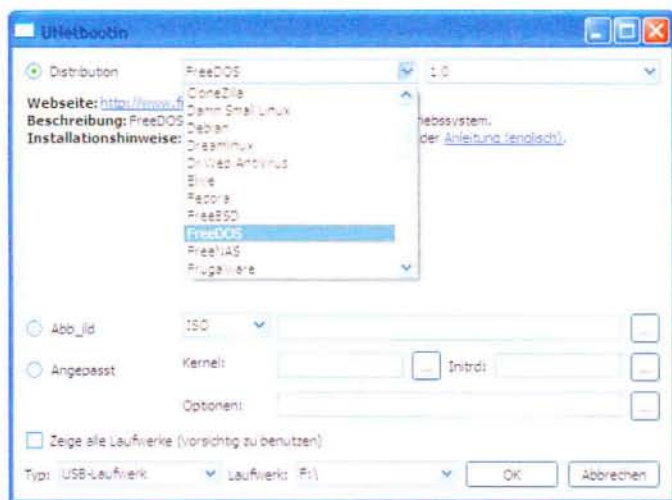 UNetbootin
Distribution FreeDOS 1.0
Webseite: http://www.f
Beschreibung: FreeDOS ebssystem.
Installationshinweise: der Anleitung (englisch).
CloneZilla
Damn Small Linux
Debian
Dreamlinux
Dr.Web Antivirus
Elive
Fedora
FreeBSD
FreeDOS
FreeNAS
Frugalware
Abb_ild ISO ...
Angepasst Kernel: ... Initrd: ...
Optionen: ...
Zeige alle Laufwerke (vorsichtig zu benutzen)
Typ: USB-Laufwerk Laufwerk: F:\ OK Abbrechen